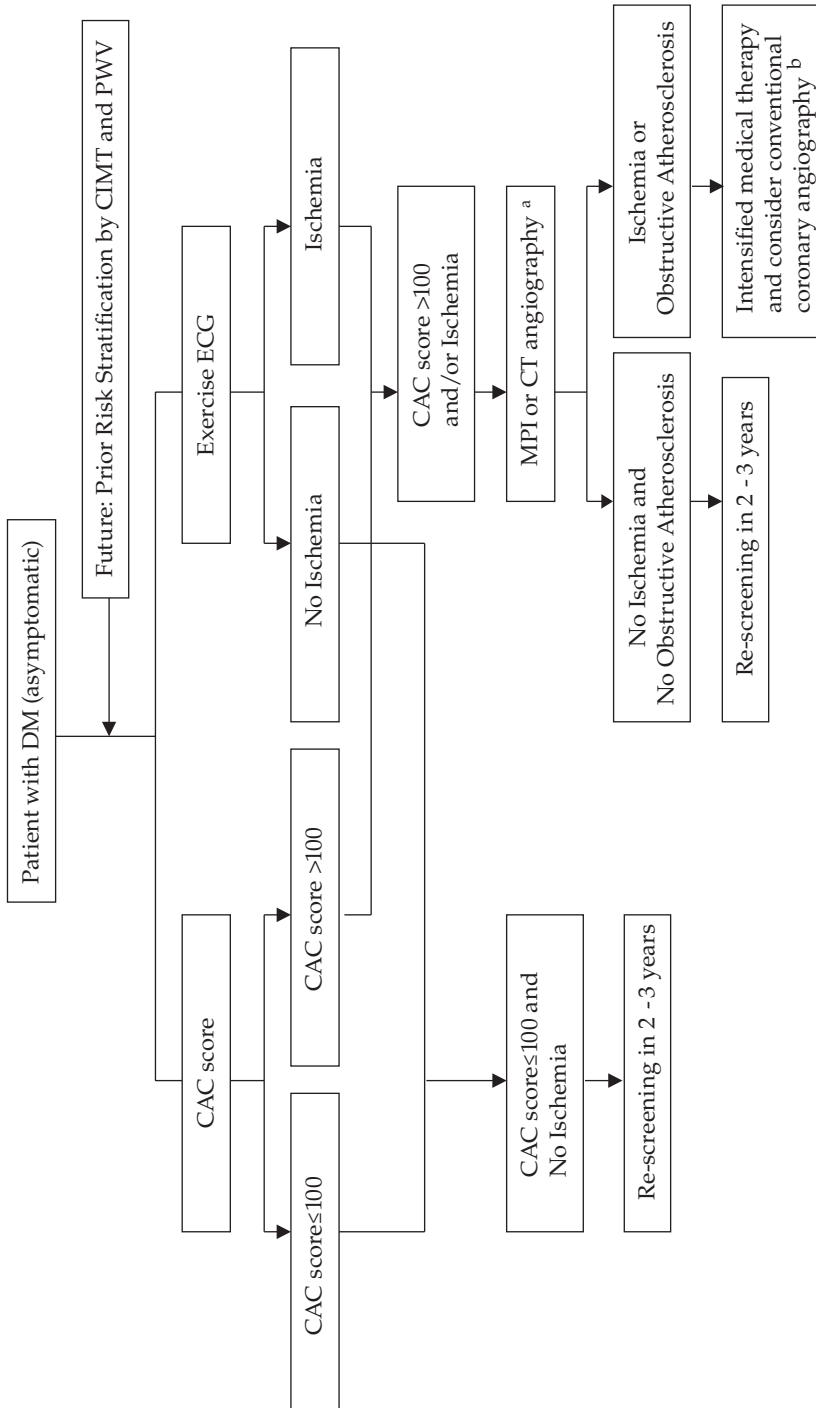 Patient with DM (asymptomatic)
Future: Prior Risk Stratification by CIMT and PWV
CAC score
Exercise ECG
CAC score≤100
CAC score >100
No Ischemia
Ischemia
CAC score≤100 and
No Ischemia
CAC score >100
and/or Ischemia
Re-screening in 2 - 3 years
MPI or CT angiography a
No Ischemia and
No Obstructive Atherosclerosis
Ischemia or
Obstructive Atherosclerosis
Re-screening in 2 - 3 years
Intensified medical therapy
and consider conventional
coronary angiography b